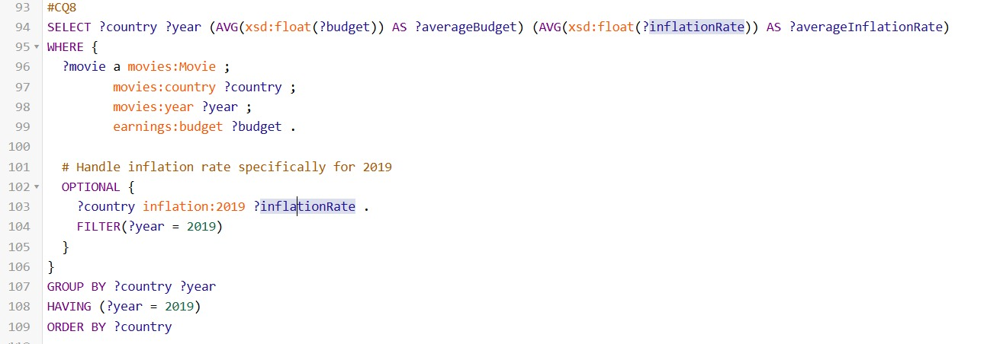 93 #CQ8
94 SELECT ?country ?year (AVG(xsd:float(?budget)) AS ?averageBudget) (AVG(xsd:float(?inflationRate)) AS ?averageInflationRate)
95 WHERE {
96 ?movie a movies:Movie ;
97 movies:country ?country ;
98 movies:year ?year ;
99 earnings:budget ?budget .
100
101 # Handle inflation rate specifically for 2019
102 OPTIONAL {
103 ?country inflation:2019 ?inflationRate .
104 FILTER(?year = 2019)
105 }
106 }
107 GROUP BY ?country ?year
108 HAVING (?year = 2019)
109 ORDER BY ?country